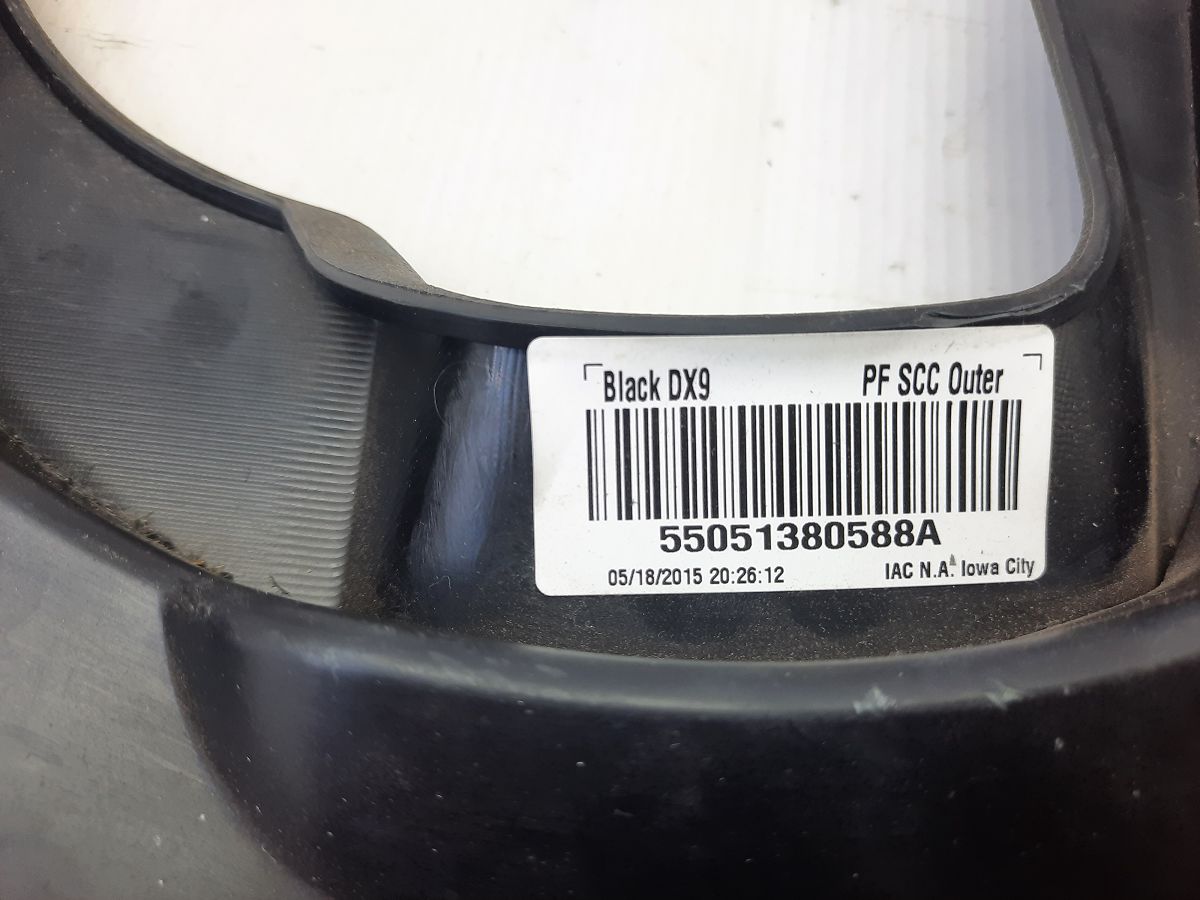 Black DX9 PF SCC Outer
55051380588A
05/18/2015 20:26:12 IAC N.A. Iowa City